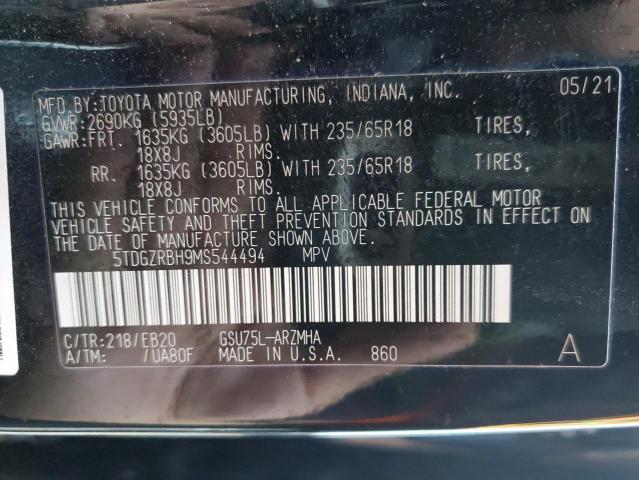 MFD.BY:TOYOTA MOTOR MANUFACTURING, INDIANA, INC. 05/21
GVWR:2690KG (5935LB)
GAWR:FRT. 1635KG (3605LB) WITH 235/65R18 TIRES,
18X8J RIMS.
RR. 1635KG (3605LB) WITH 235/65R18 TIRES,
18X8J RIMS.
THIS VEHICLE CONFORMS TO ALL APPLICABLE FEDERAL MOTOR
VEHICLE SAFETY AND THEFT PREVENTION STANDARDS IN EFFECT ON
THE DATE OF MANUFACTURE SHOWN ABOVE.
5TDGZRBH9MS544494 MPV
C/TR:218/EB20 GSU75L-ARZMHA
A/TM: /UA80F MADE IN U.S.A. 860 A